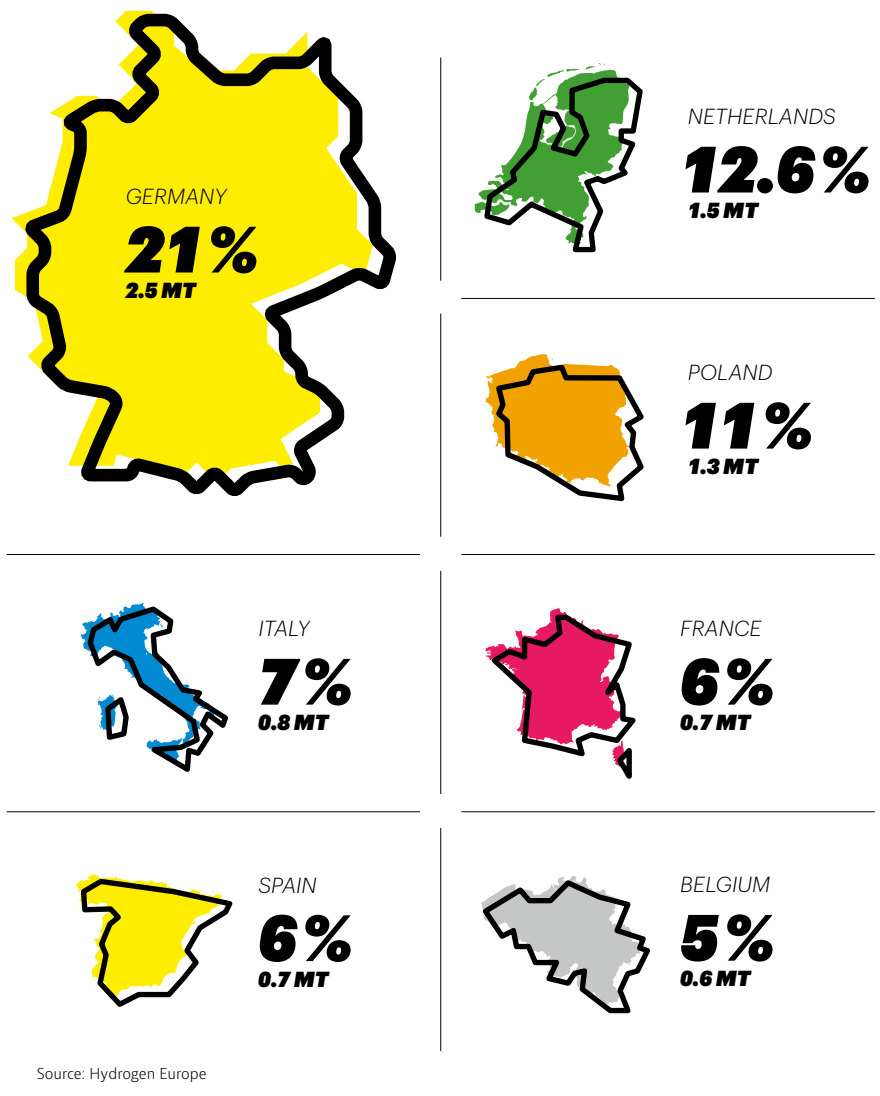 GERMANY
21%
2.5 MT
NETHERLANDS
12.6%
1.5 MT
POLAND
11%
1.3 MT
ITALY
7%
0.8 MT
FRANCE
6%
0.7 MT
SPAIN
6%
0.7 MT
BELGIUM
5%
0.6 MT
Source: Hydrogen Europe